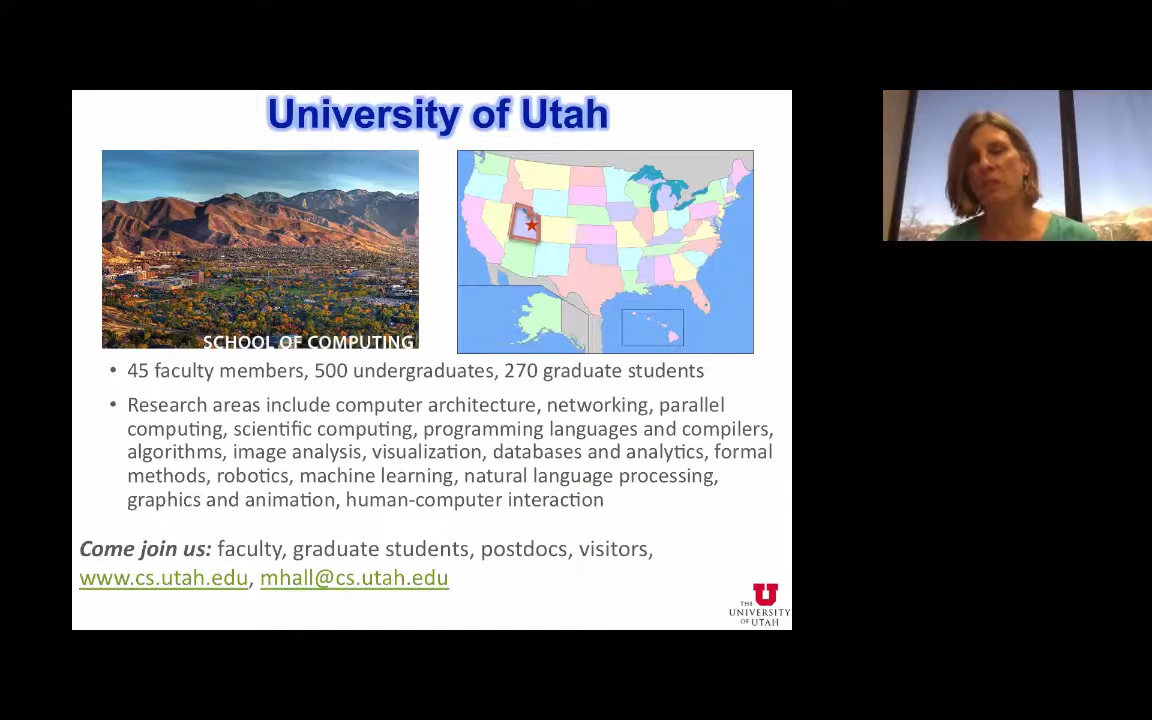 University of Utah
SCHOOL OF COMPUTING
• 45 faculty members, 500 undergraduates, 270 graduate students
• Research areas include computer architecture, networking, parallel
computing, scientific computing, programming languages and compilers,
algorithms, image analysis, visualization, databases and analytics, formal
methods, robotics, machine learning, natural language processing,
graphics and animation, human-computer interaction
Come join us: faculty, graduate students, postdocs, visitors,
www.cs.utah.edu, mhall@cs.utah.edu
THE
UNIVERSITY
OF UTAH